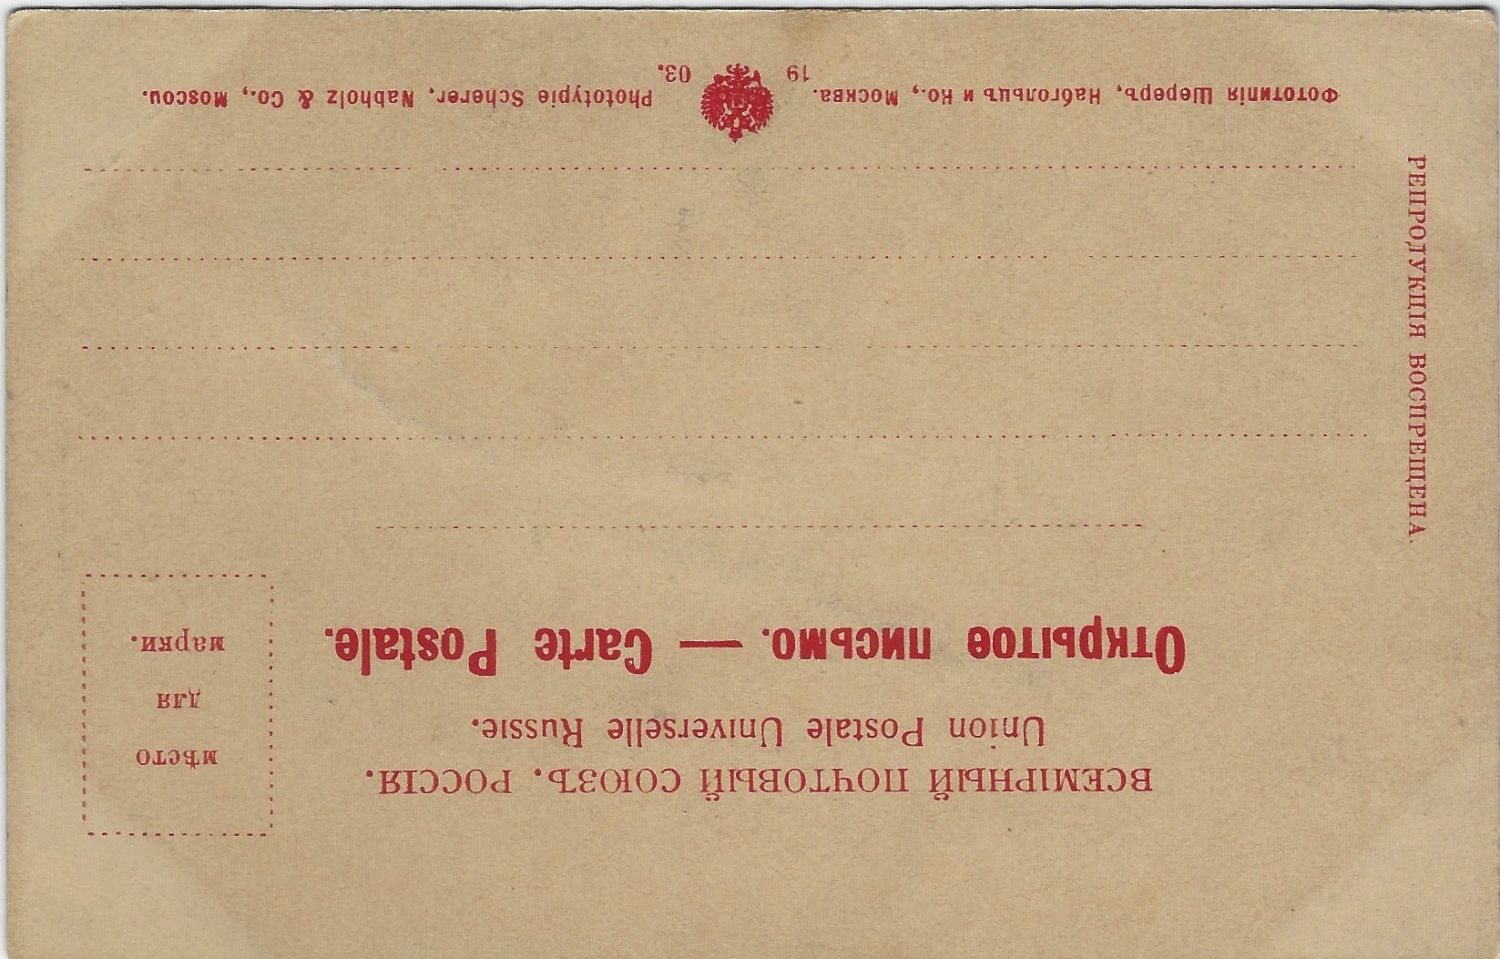 ВСЕМІРНЫЙ ПОЧТОВЫЙ СОЮЗЪ. РОССІЯ.
Union Postale Universelle Russie.
Открытое письмо. — Carte Postale.
мѣсто
для
марки.
РЕПРОДУКЦІЯ ВОСПРЕЩЕНА.
Фототипія Шереръ, Набгольцъ и Ко., Москва.
19 03.
Phototypie Scherer, Nabholz & Co., Moscou.